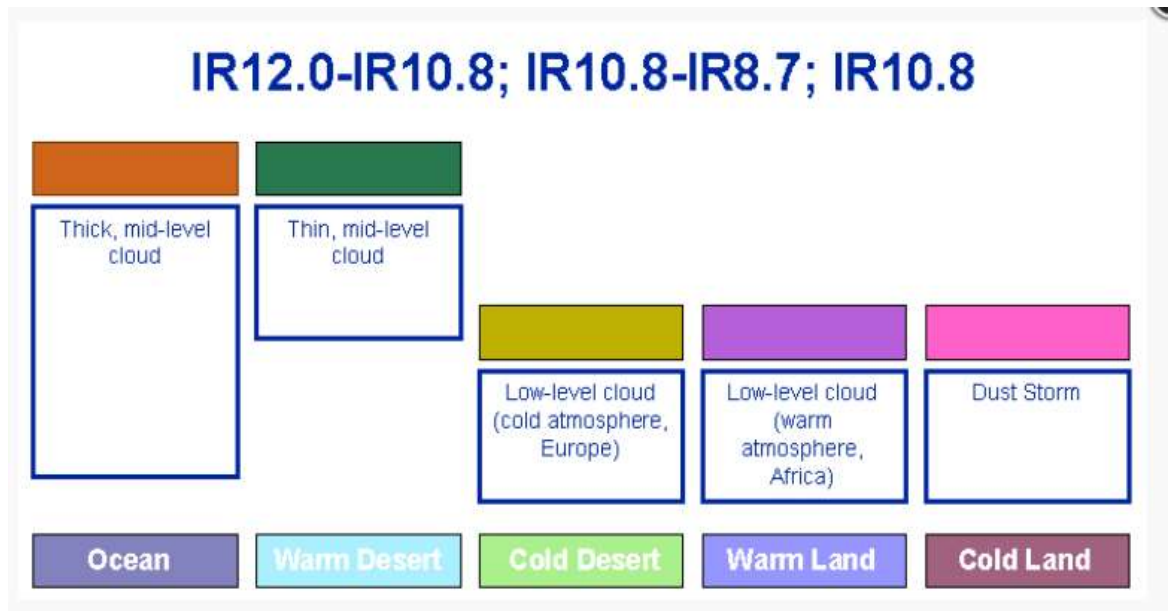 IR12.0-IR10.8; IR10.8-IR8.7; IR10.8
Thick, mid-level
cloud
Thin, mid-level
cloud
Low-level cloud
(cold atmosphere,
Europe)
Low-level cloud
(warm
atmosphere,
Africa)
Dust Storm
Ocean
Warm Desert
Cold Desert
Warm Land
Cold Land